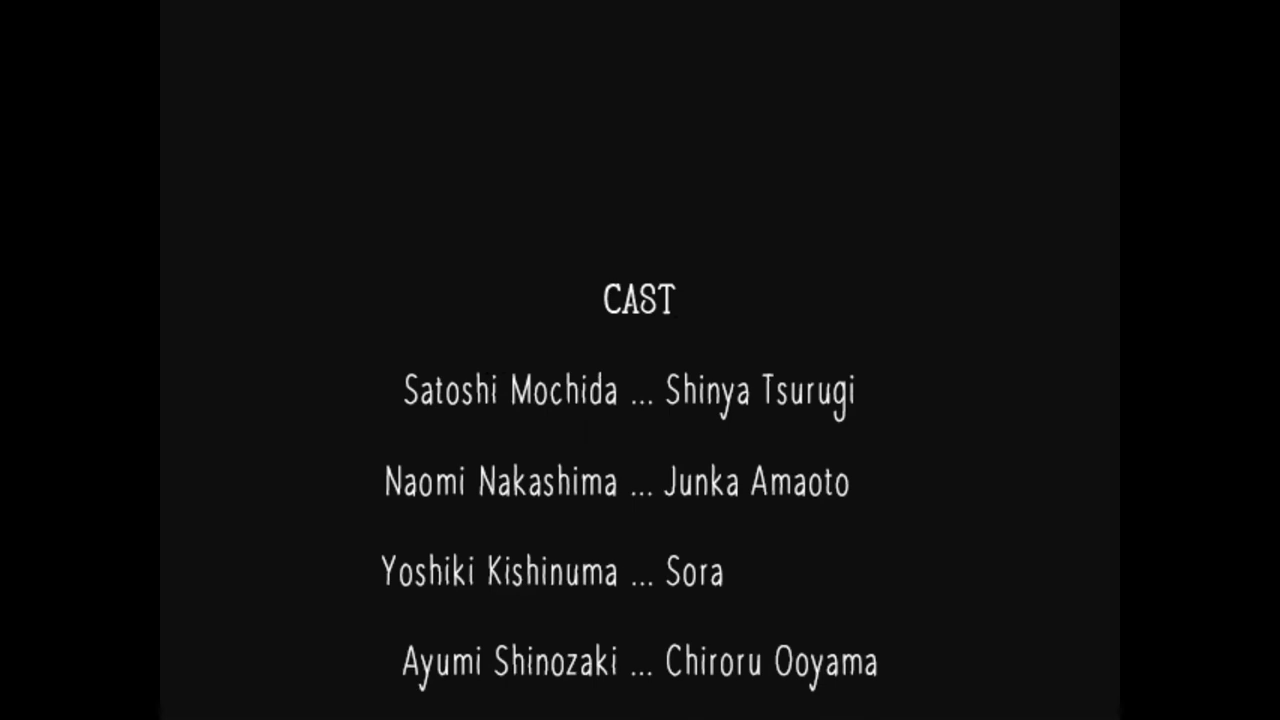 CAST
Satoshi Mochida ... Shinya Tsurugi
Naomi Nakashima ... Junka Amaoto
Yoshiki Kishinuma ... Sora
Ayumi Shinozaki ... Chiroru Ooyama